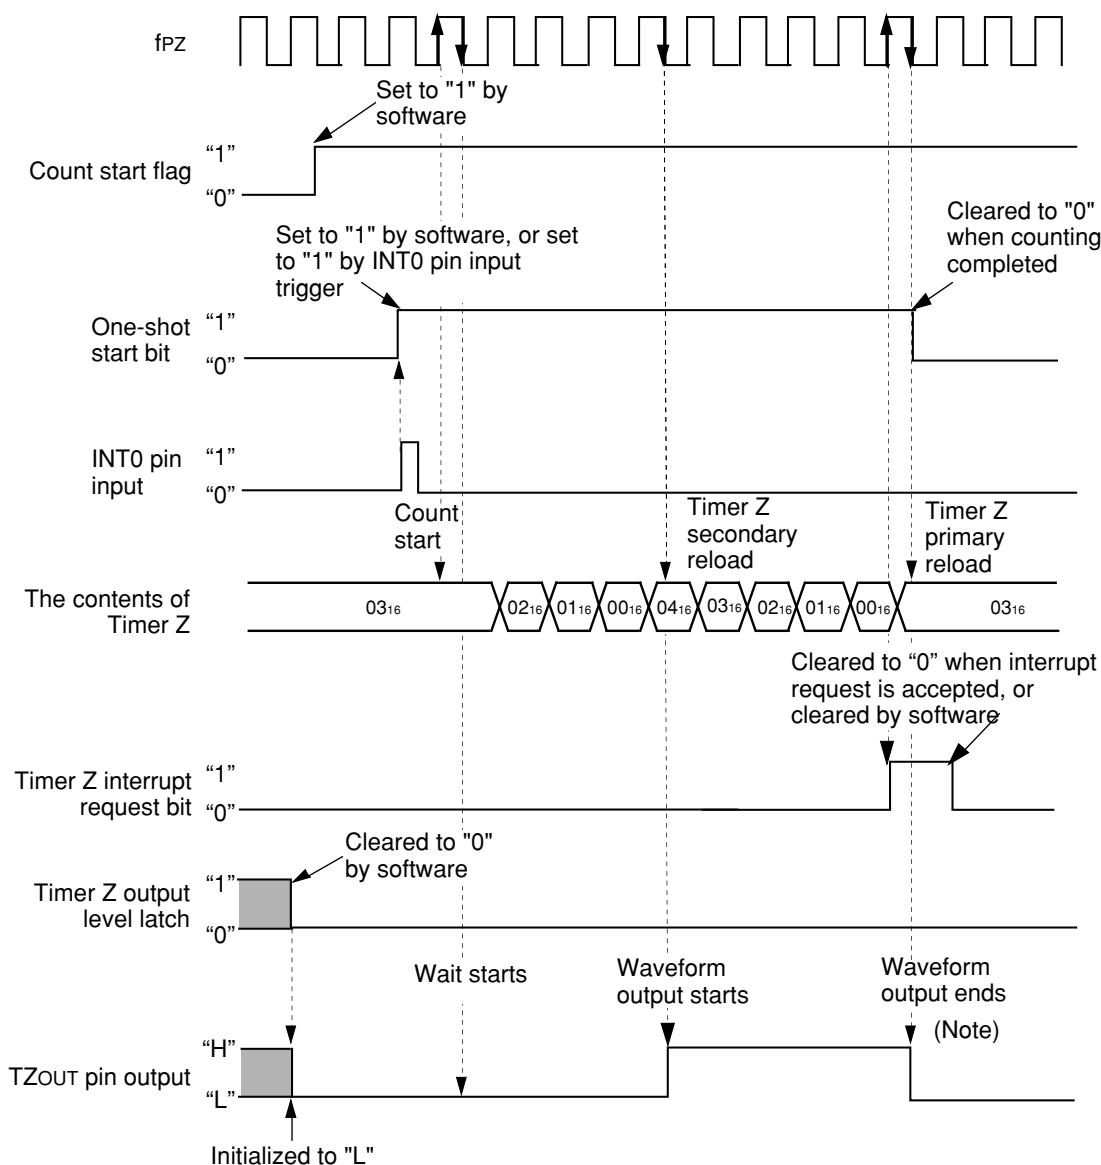 fPZ
Set to "1" by
software
Count start flag
“1”
“0”
Set to "1" by software, or set
to "1" by INT0 pin input
trigger
Cleared to "0"
when counting
completed
One-shot
start bit
“1”
“0”
INT0 pin
input
“1”
“0”
Count
start
Timer Z
secondary
reload
Timer Z
primary
reload
The contents of
Timer Z
0316 0216 0116 0016 0416 0316 0216 0116 0016 0316
Cleared to “0” when interrupt
request is accepted, or
cleared by software
Timer Z interrupt
request bit
“1”
“0”
Cleared to "0"
by software
Timer Z output
level latch
“1”
“0”
Wait starts
Waveform
output starts
Waveform
output ends
(Note)
TZOUT pin output
“H”
“L”
Initialized to "L"